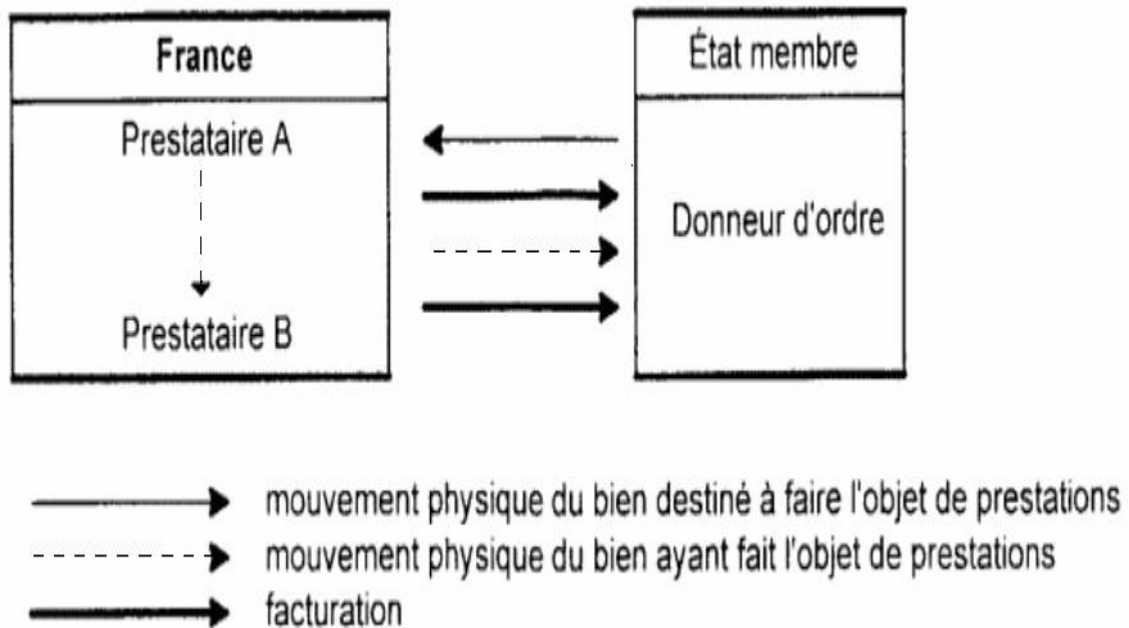 France
Prestataire A
Prestataire B
État membre
Donneur d'ordre
mouvement physique du bien destiné à faire l'objet de prestations
mouvement physique du bien ayant fait l'objet de prestations
facturation